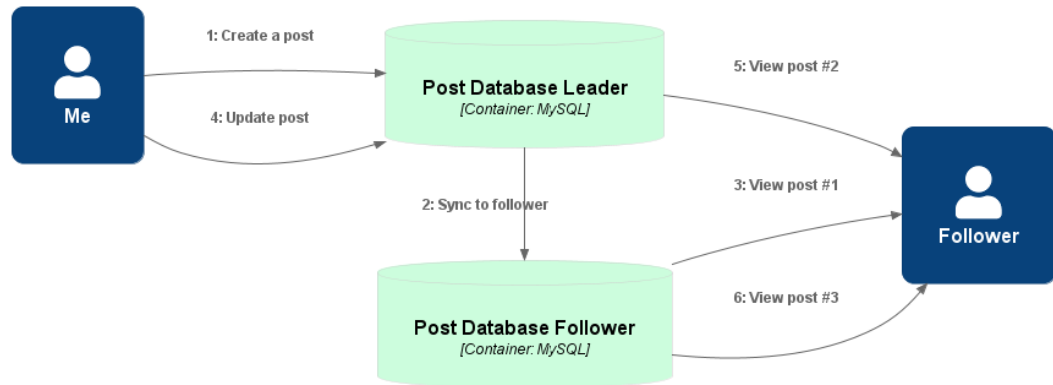 1: Create a post
Me
4: Update post
Post Database Leader
[Container: MySQL]
5: View post #2
2: Sync to follower
3: View post #1
Follower
Post Database Follower
[Container: MySQL]
6: View post #3